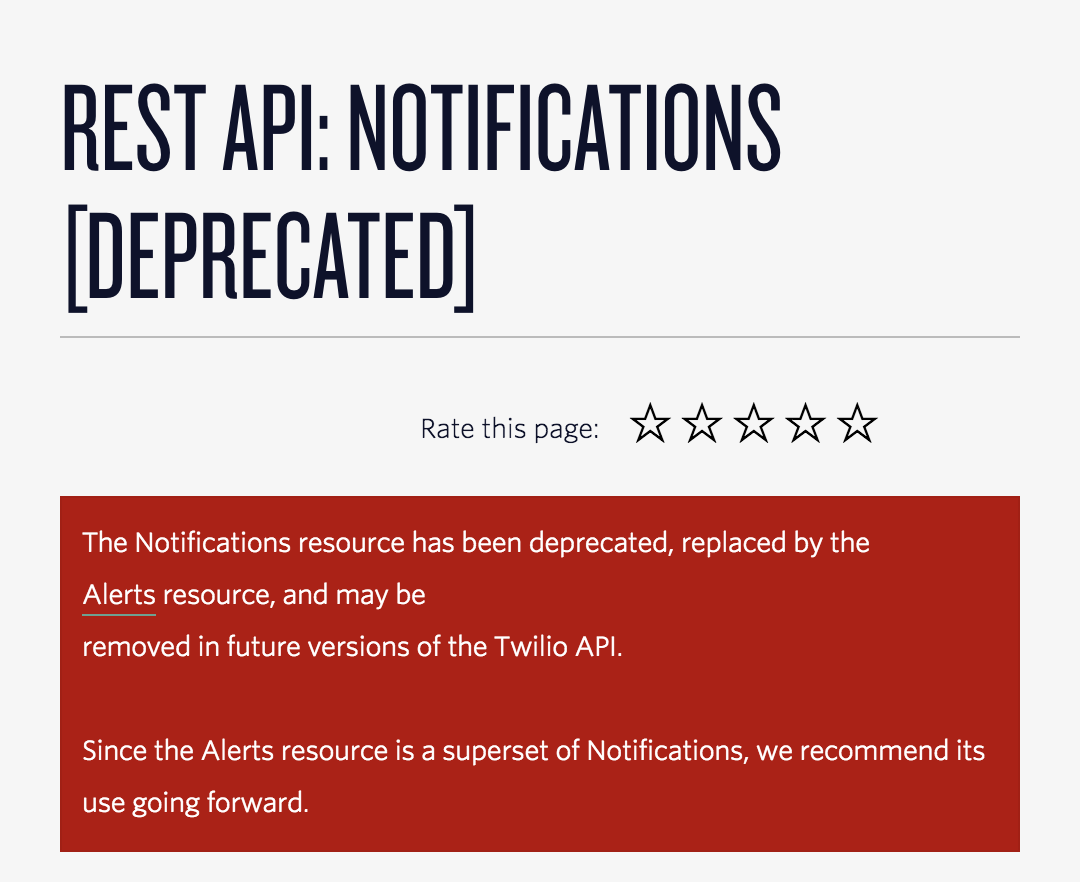 REST API: NOTIFICATIONS
[DEPRECATED]
Rate this page:
The Notifications resource has been deprecated, replaced by the
Alerts resource, and may be
removed in future versions of the Twilio API.
Since the Alerts resource is a superset of Notifications, we recommend its
use going forward.